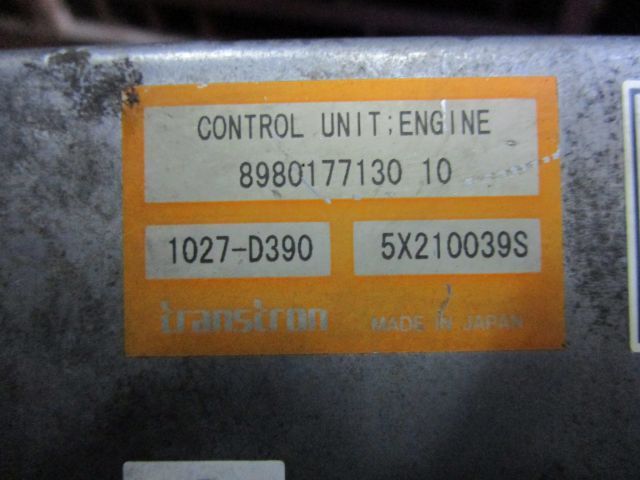 CONTROL UNIT;ENGINE
8980177130 10
1027-D390
5X210039S
transtron
MADE IN JAPAN